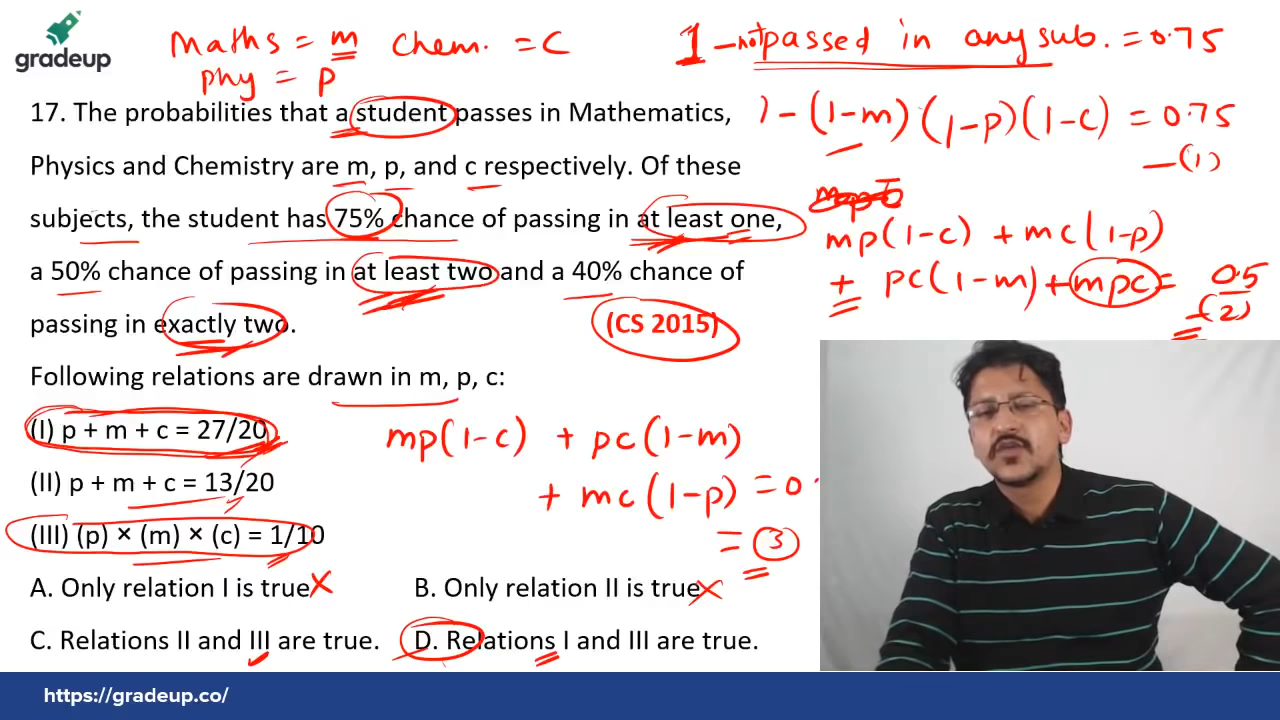 gradeup
Maths = m Chem. = C
phy = p
1 - not passed in any sub. = 0.75
1 - (1-m) (1-p) (1-c) = 0.75
-(1)
17. The probabilities that a student passes in Mathematics,
Physics and Chemistry are m, p, and c respectively. Of these
subjects, the student has 75% chance of passing in at least one,
a 50% chance of passing in at least two and a 40% chance of
passing in exactly two.
(CS 2015)
mp(1-c) + mc(1-p)
+ pc(1-m) + mpc = 0.5
-(2)
Following relations are drawn in m, p, c:
(I) p + m + c = 27/20
(II) p + m + c = 13/20
(III) (p) × (m) × (c) = 1/10
mp(1-c) + pc(1-m)
+ mc(1-p) = 0.
= 3
A. Only relation I is true
B. Only relation II is true
C. Relations II and III are true.
D. Relations I and III are true.
https://gradeup.co/